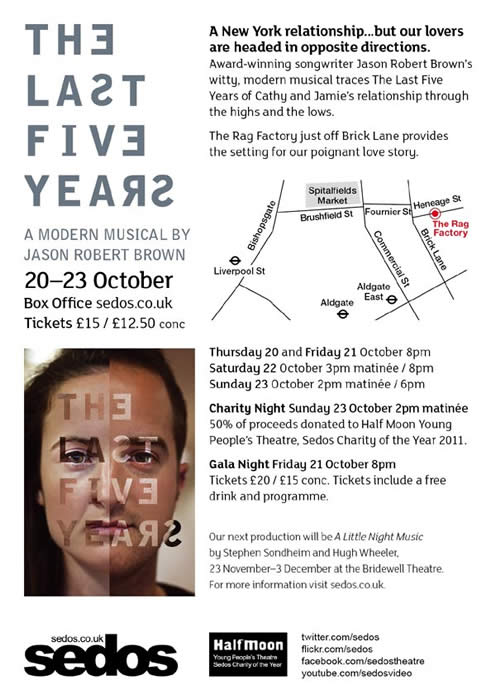 THE
LAST
FIVE
YEARS
A MODERN MUSICAL BY
JASON ROBERT BROWN
20–23 October
Box Office sedos.co.uk
Tickets £15 / £12.50 conc
A New York relationship...but our lovers
are headed in opposite directions.
Award-winning songwriter Jason Robert Brown's
witty, modern musical traces The Last Five
Years of Cathy and Jamie's relationship through
the highs and the lows.
The Rag Factory just off Brick Lane provides
the setting for our poignant love story.
Spitalfields
Market
Heneage St
Brushfield St
Fournier St
The Rag
Factory
Bishopsgate
Commercial St
Brick Lane
Liverpool St
Aldgate
East
Aldgate
THE
LAST
FIVE
YEARS
Thursday 20 and Friday 21 October 8pm
Saturday 22 October 3pm matinée / 8pm
Sunday 23 October 2pm matinée / 6pm
Charity Night Sunday 23 October 2pm matinée
50% of proceeds donated to Half Moon Young
People's Theatre, Sedos Charity of the Year 2011.
Gala Night Friday 21 October 8pm
Tickets £20 / £15 conc. Tickets include a free
drink and programme.
Our next production will be A Little Night Music
by Stephen Sondheim and Hugh Wheeler,
23 November–3 December at the Bridewell Theatre.
For more information visit sedos.co.uk.
sedos.co.uk
sedos
HalfMoon
Young People's Theatre
Sedos Charity of the Year
twitter.com/sedos
flickr.com/sedos
facebook.com/sedostheatre
youtube.com/sedosvideo